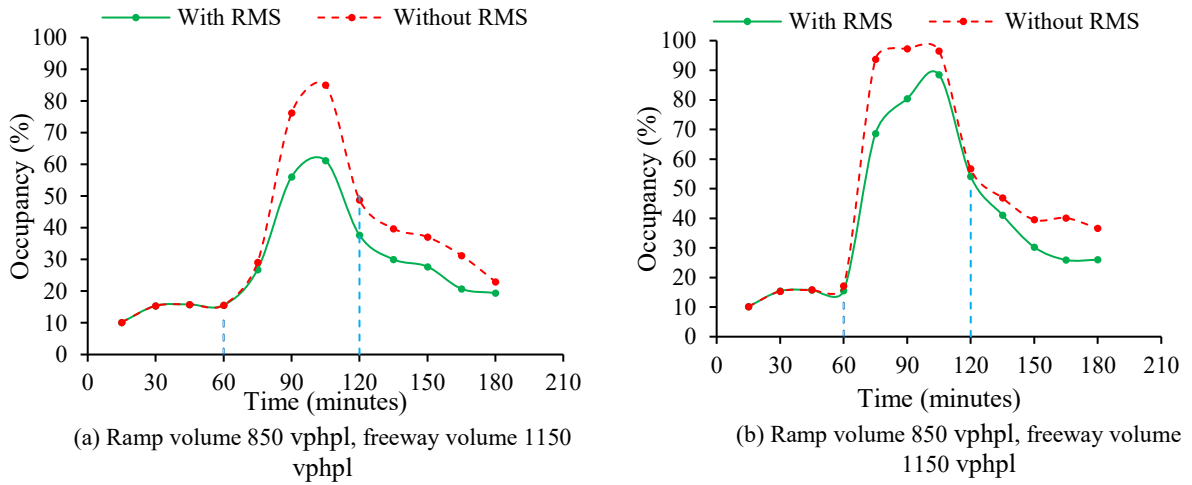 With RMS Without RMS
100
90
80
70
60
50
40
30
20
10
0
Occupancy (%)
0 30 60 90 120 150 180 210
Time (minutes)
(a) Ramp volume 850 vphpl, freeway volume 1150
vphpl
With RMS Without RMS
100
90
80
70
60
50
40
30
20
10
0
Occupancy (%)
0 30 60 90 120 150 180 210
Time (minutes)
(b) Ramp volume 850 vphpl, freeway volume
1150 vphpl